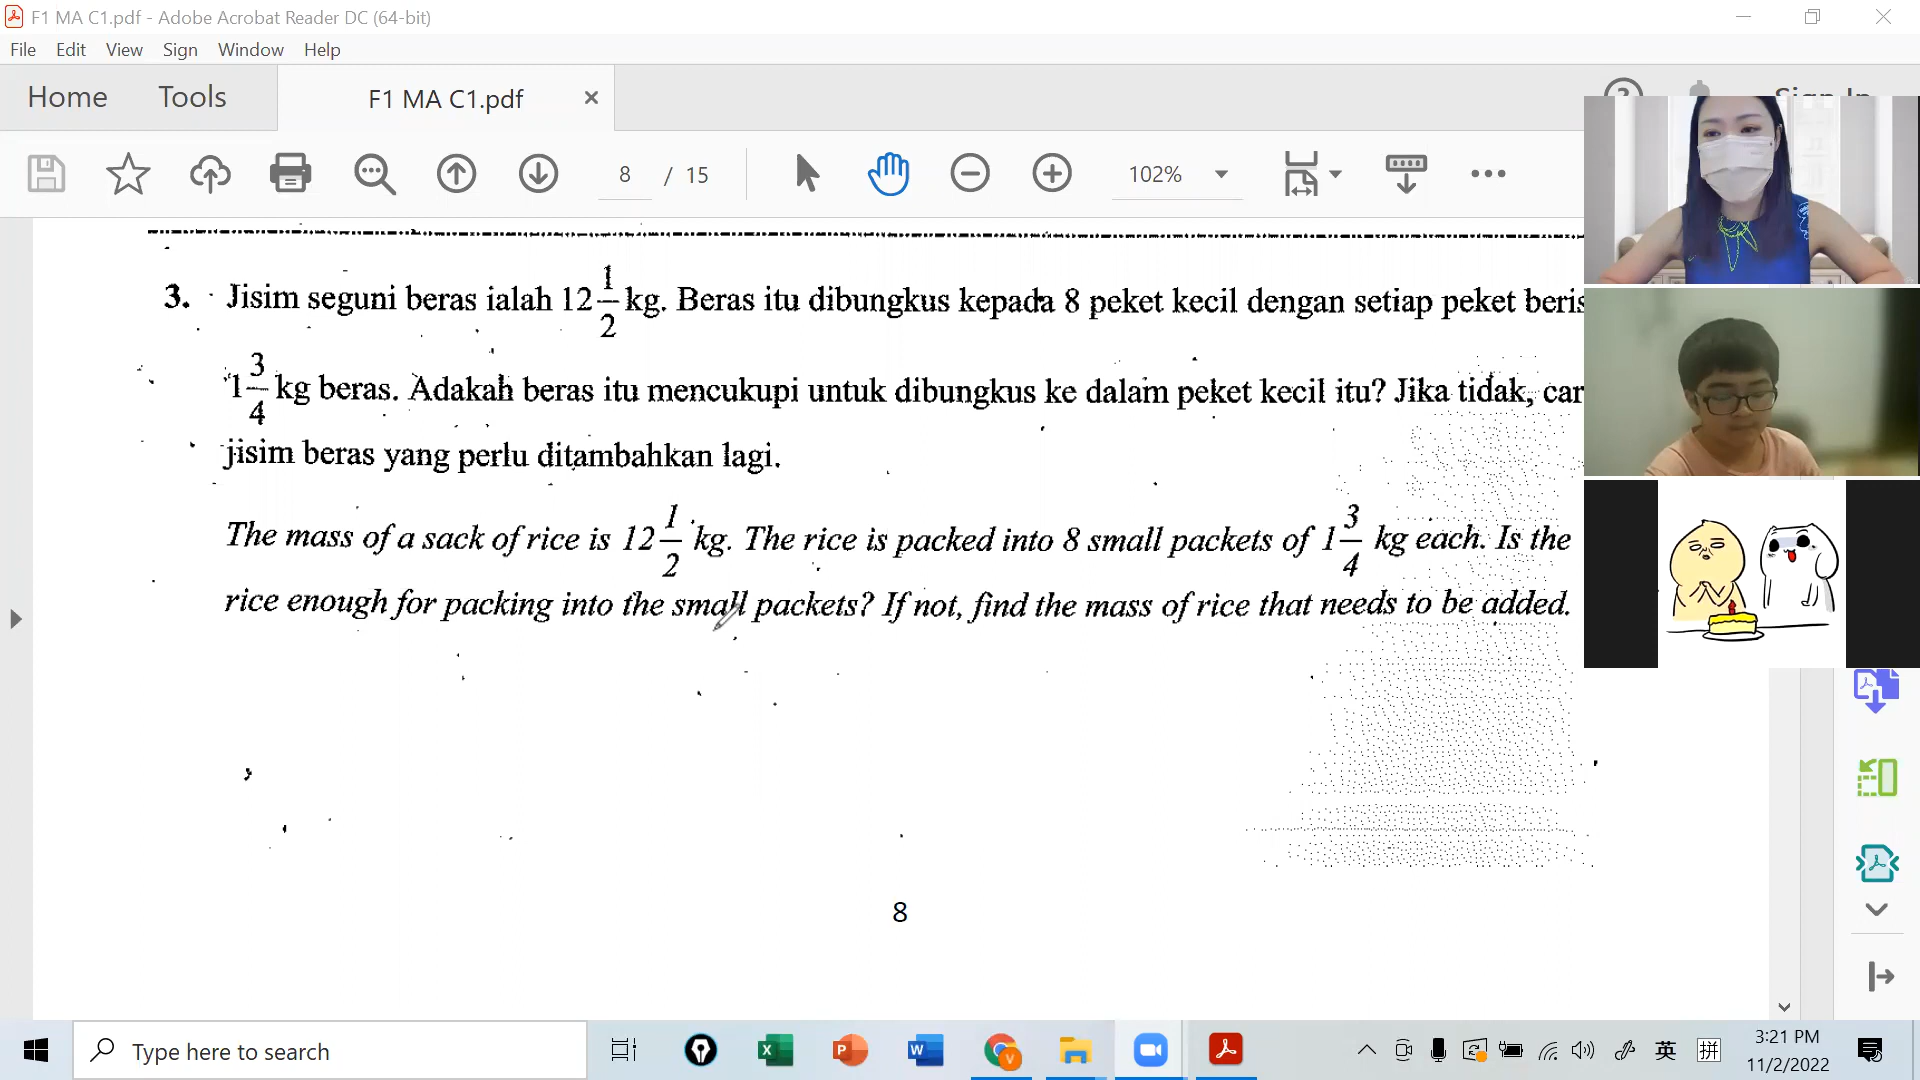 F1 MA C1.pdf - Adobe Acrobat Reader DC (64-bit)
File Edit View Sign Window Help
Home Tools F1 MA C1.pdf
8 / 15 102%
3. Jisim seguni beras ialah 12 1/2 kg. Beras itu dibungkus kepada 8 peket kecil dengan setiap peket beris
1 3/4 kg beras. Adakah beras itu mencukupi untuk dibungkus ke dalam peket kecil itu? Jika tidak, car
jisim beras yang perlu ditambahkan lagi.
The mass of a sack of rice is 12 1/2 kg. The rice is packed into 8 small packets of 1 3/4 kg each. Is the
rice enough for packing into the small packets? If not, find the mass of rice that needs to be added.
8
Type here to search
英 拼
3:21 PM
11/2/2022